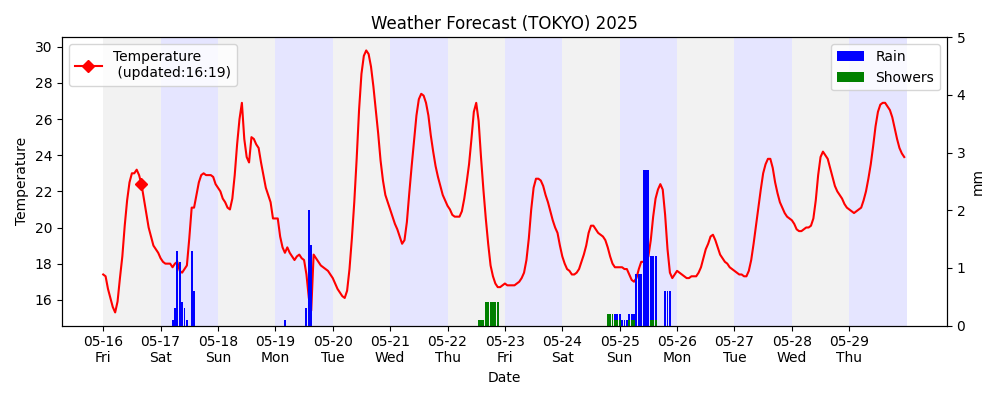 Weather Forecast (TOKYO) 2025
Temperature
(updated:16:19)
Rain
Showers
Temperature
30
28
26
24
22
20
18
16
5
4
3
2
1
0
mm
05-16 05-17 05-18 05-19 05-20 05-21 05-22 05-23 05-24 05-25 05-26 05-27 05-28 05-29
Fri Sat Sun Mon Tue Wed Thu Fri Sat Sun Mon Tue Wed Thu
Date